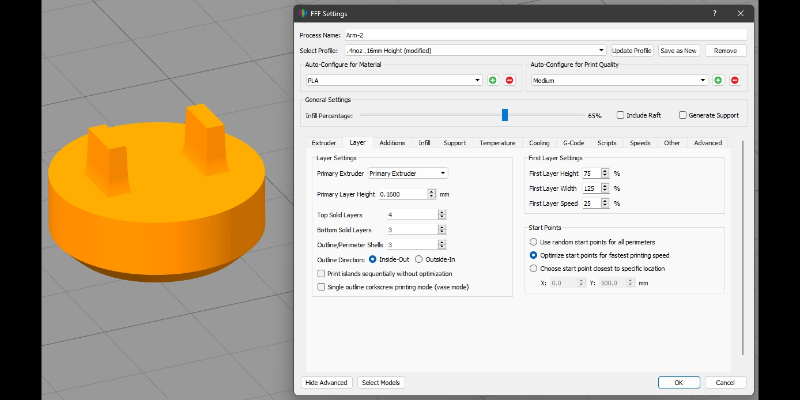 FFF Settings
Process Name: Arm-2
Select Profile: .4noz .16mm Height (modified) Update Profile Save as New Remove
Auto-Configure for Material Auto-Configure for Print Quality
PLA Medium
General Settings
Infill Percentage: 65% Include Raft Generate Support
Extruder Layer Additions Infill Support Temperature Cooling G-Code Scripts Speeds Other Advanced
Layer Settings First Layer Settings
Primary Extruder Primary Extruder First Layer Height 75 %
Primary Layer Height 0.1600 mm First Layer Width 125 %
First Layer Speed 25 %
Top Solid Layers 4
Bottom Solid Layers 3 Start Points
Outline/Perimeter Shells 3 Use random start points for all perimeters
Outline Direction: Inside-Out Outside-In Optimize start points for fastest printing speed
Print islands sequentially without optimization Choose start point closest to specific location
Single outline corkscrew printing mode (vase mode) X: 0.0 Y: 500.0 mm
Hide Advanced Select Models OK Cancel